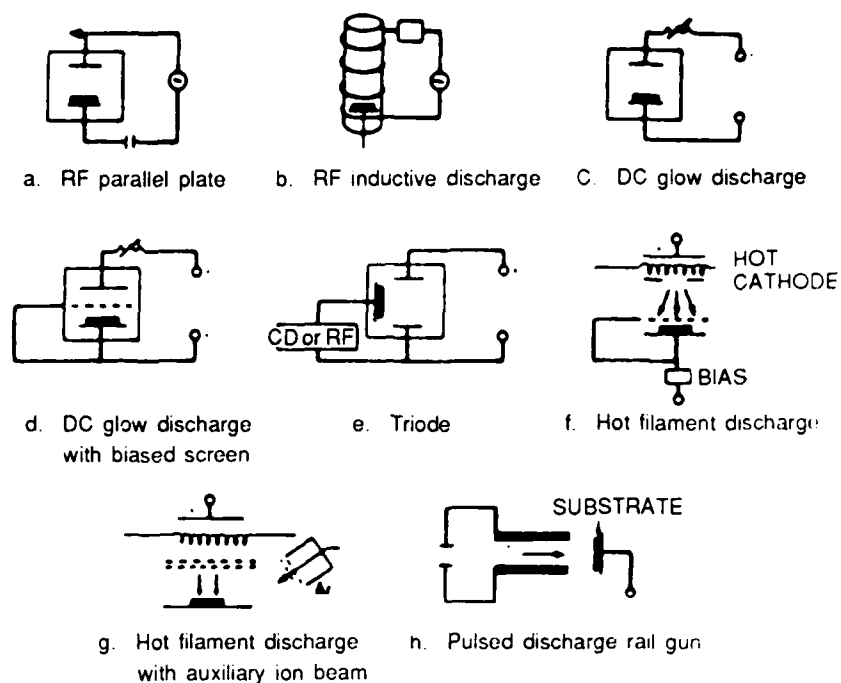 a. RF parallel plate
b. RF inductive discharge
C. DC glow discharge
CD or RF
HOT
CATHODE
BIAS
d. DC glow discharge
with biased screen
e. Triode
f. Hot filament discharge
SUBSTRATE
g. Hot filament discharge
with auxiliary ion beam
h. Pulsed discharge rail gun